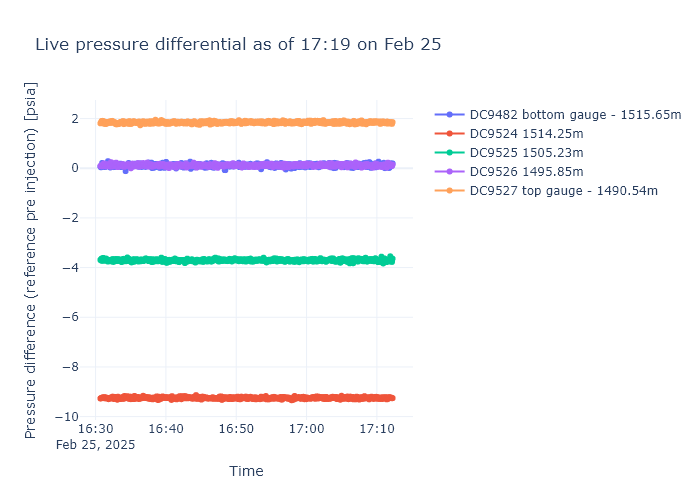 Live pressure differential as of 17:19 on Feb 25
Pressure difference (reference pre injection) [psia]
2
0
−2
−4
−6
−8
−10
16:30
16:40
16:50
17:00
17:10
Feb 25, 2025
Time
DC9482 bottom gauge - 1515.65m
DC9524 1514.25m
DC9525 1505.23m
DC9526 1495.85m
DC9527 top gauge - 1490.54m